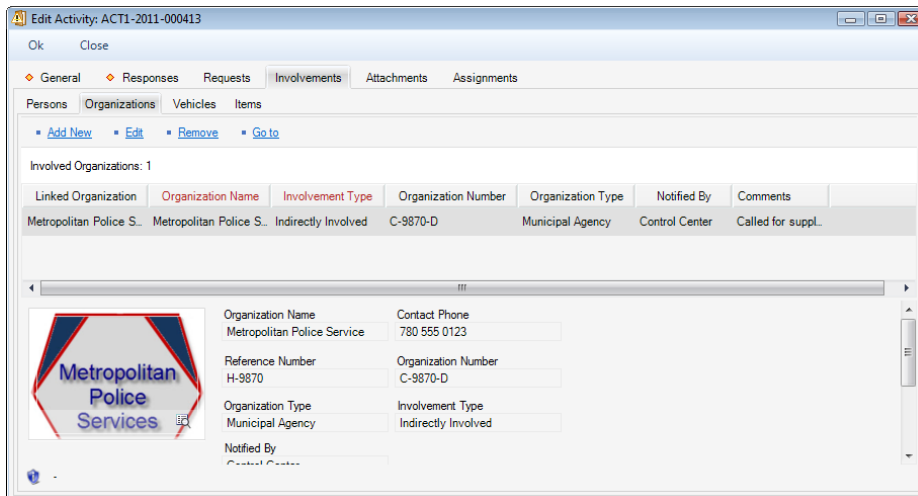 Edit Activity: ACT1-2011-000413
Ok Close
General Responses Requests Involvements Attachments Assignments
Persons Organizations Vehicles Items
Add New Edit Remove Go to
Involved Organizations: 1
Linked Organization Organization Name Involvement Type Organization Number Organization Type Notified By Comments
Metropolitan Police S... Metropolitan Police S... Indirectly Involved C-9870-D Municipal Agency Control Center Called for suppl...
Organization Name Contact Phone
Metropolitan Police Service 780 555 0123
Reference Number Organization Number
H-9870 C-9870-D
Organization Type Involvement Type
Municipal Agency Indirectly Involved
Notified By
Control Center
Metropolitan
Police
Services
-